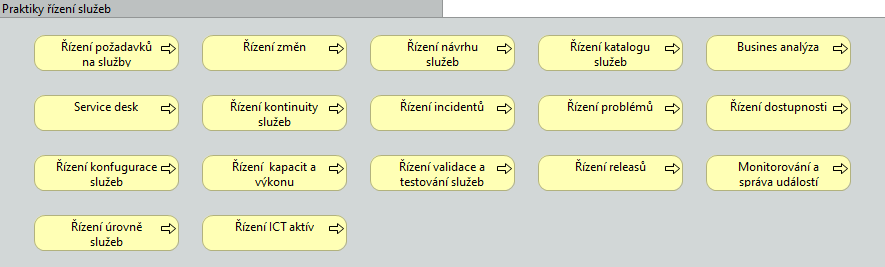 Praktiky řízení služeb
Řízení požadavků
na služby
Řízení změn
Řízení návrhu
služeb
Řízení katalogu
služeb
Busines analýza
Service desk
Řízení kontinuity
služeb
Řízení incidentů
Řízení problémů
Řízení dostupnosti
Řízení konfugurace
služeb
Řízení kapacit a
výkonu
Řízení validace a
testování služeb
Řízení releasů
Monitorování a
správa událostí
Řízení úrovně
služeb
Řízení ICT aktív